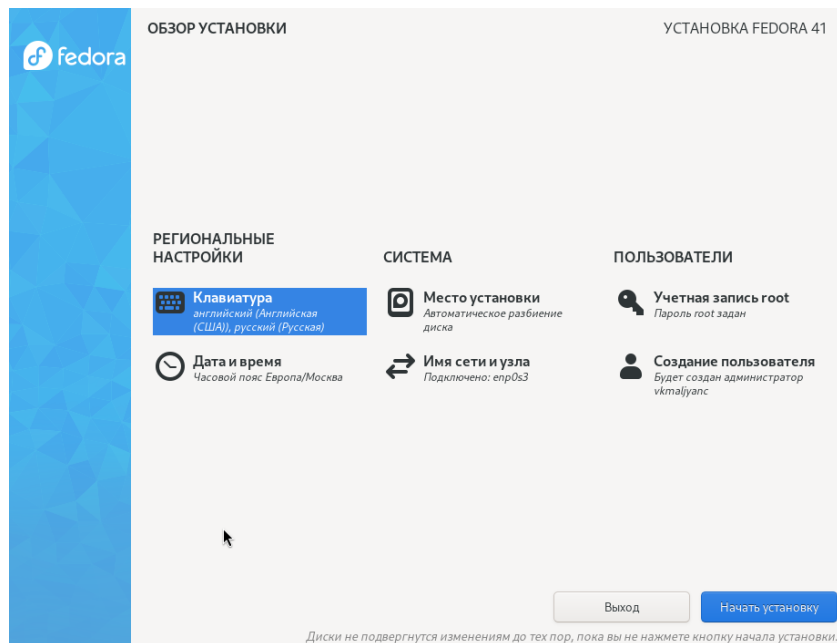 ОБЗОР УСТАНОВКИ
УСТАНОВКА FEDORA 41
fedora
РЕГИОНАЛЬНЫЕ
НАСТРОЙКИ
Клавиатура
английский (Английская
(США)), русский (Русская)
Дата и время
Часовой пояс Европа/Москва
СИСТЕМА
Место установки
Автоматическое разбиение
диска
Имя сети и узла
Подключено: enp0s3
ПОЛЬЗОВАТЕЛИ
Учетная запись root
Пароль root задан
Создание пользователя
Будет создан администратор
vkmaljyanc
Выход
Начать установку
Диски не подвергнутся изменениям до тех пор, пока вы не нажмете кнопку начала установки.